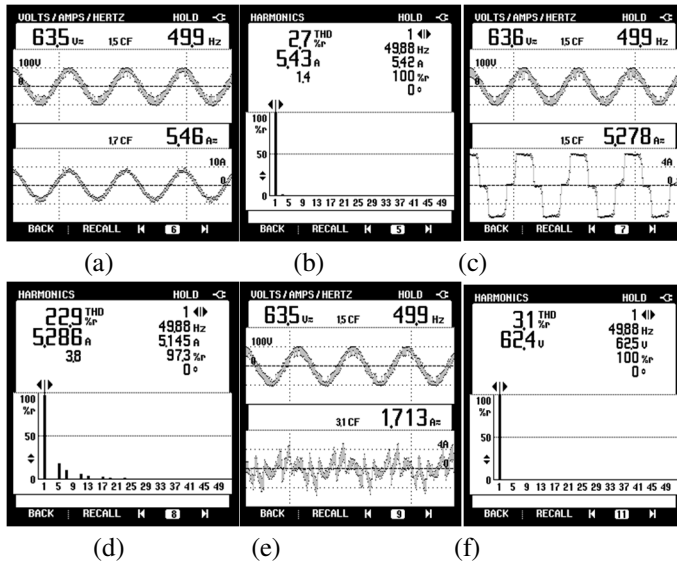 VOLTS/AMPS/HERTZ HOLD
63.5 V≂ 1.5 CF 49.9 Hz
100V
0
1.7 CF 5.46 A≂
10A
0
BACK RECALL 6
(a)
HARMONICS HOLD
2.7 THD %r 1
5.43 A 49.88 Hz
1.4 5.42 A
100 %r
0 °
100
%r
50
0
1 5 9 13 17 21 25 29 33 37 41 45 49
BACK RECALL 5
(b)
VOLTS/AMPS/HERTZ HOLD
63.6 V≂ 1.5 CF 49.9 Hz
100V
0
1.5 CF 5.278 A≂
4A
0
BACK RECALL 7
(c)
HARMONICS HOLD
22.9 THD %r 1
5.286 A 49.88 Hz
3.8 5.145 A
97.3 %r
0 °
100
%r
50
0
1 5 9 13 17 21 25 29 33 37 41 45 49
BACK RECALL 8
(d)
VOLTS/AMPS/HERTZ HOLD
63.5 V≂ 1.5 CF 49.9 Hz
100V
0
3.1 CF 1.713 A≂
4A
0
BACK RECALL 9
(e)
HARMONICS HOLD
3.1 THD %r 1
62.4 V 49.88 Hz
62.5 V
100 %r
0 °
100
%r
50
0
1 5 9 13 17 21 25 29 33 37 41 45 49
BACK RECALL 11
(f)